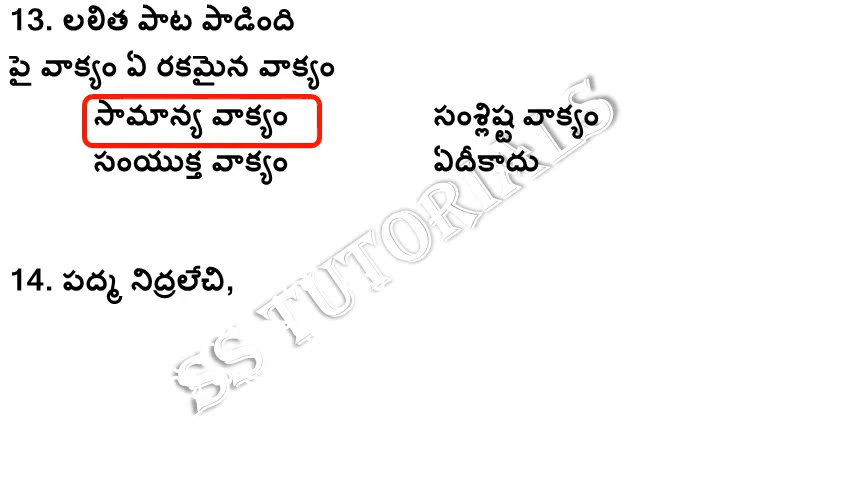 13. లలిత పాట పాడింది
పై వాక్యం ఏ రకమైన వాక్యం
సామాన్య వాక్యం సంశ్లిష్ట వాక్యం
సంయుక్త వాక్యం ఏదీకాదు
SS TUTORIALS
14. పద్మ నిద్రలేచి,